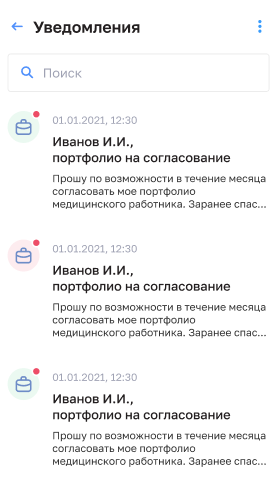 Уведомления
Поиск
01.01.2021, 12:30
Иванов И.И.,
портфолио на согласование
Прошу по возможности в течение месяца
согласовать мое портфолио
медицинского работника. Заранее спас...
01.01.2021, 12:30
Иванов И.И.,
портфолио на согласование
Прошу по возможности в течение месяца
согласовать мое портфолио
медицинского работника. Заранее спас...
01.01.2021, 12:30
Иванов И.И.,
портфолио на согласование
Прошу по возможности в течение месяца
согласовать мое портфолио
медицинского работника. Заранее спас...